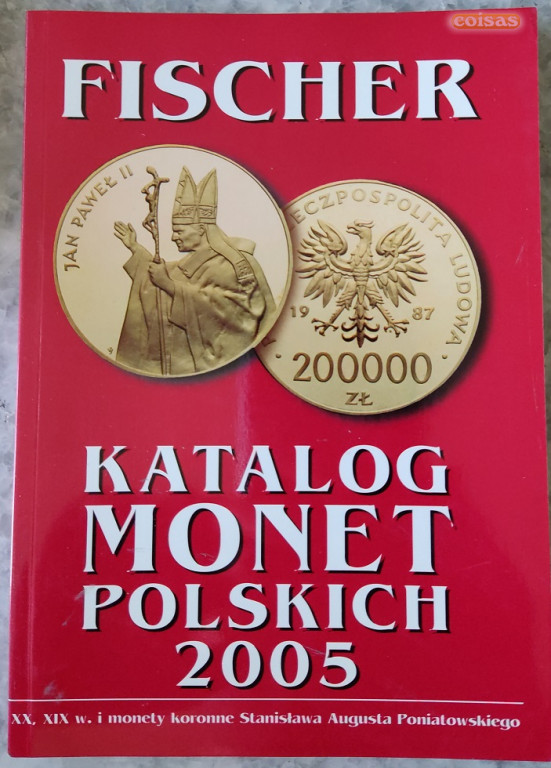 coisas
FISCHER
JAN PAWEŁ II
RZECZPOSPOLITA LUDOWA
19 87
200000
ZŁ
KATALOG
MONET
POLSKICH
2005
XX, XIX w. i monety koronne Stanisława Augusta Poniatowskiego